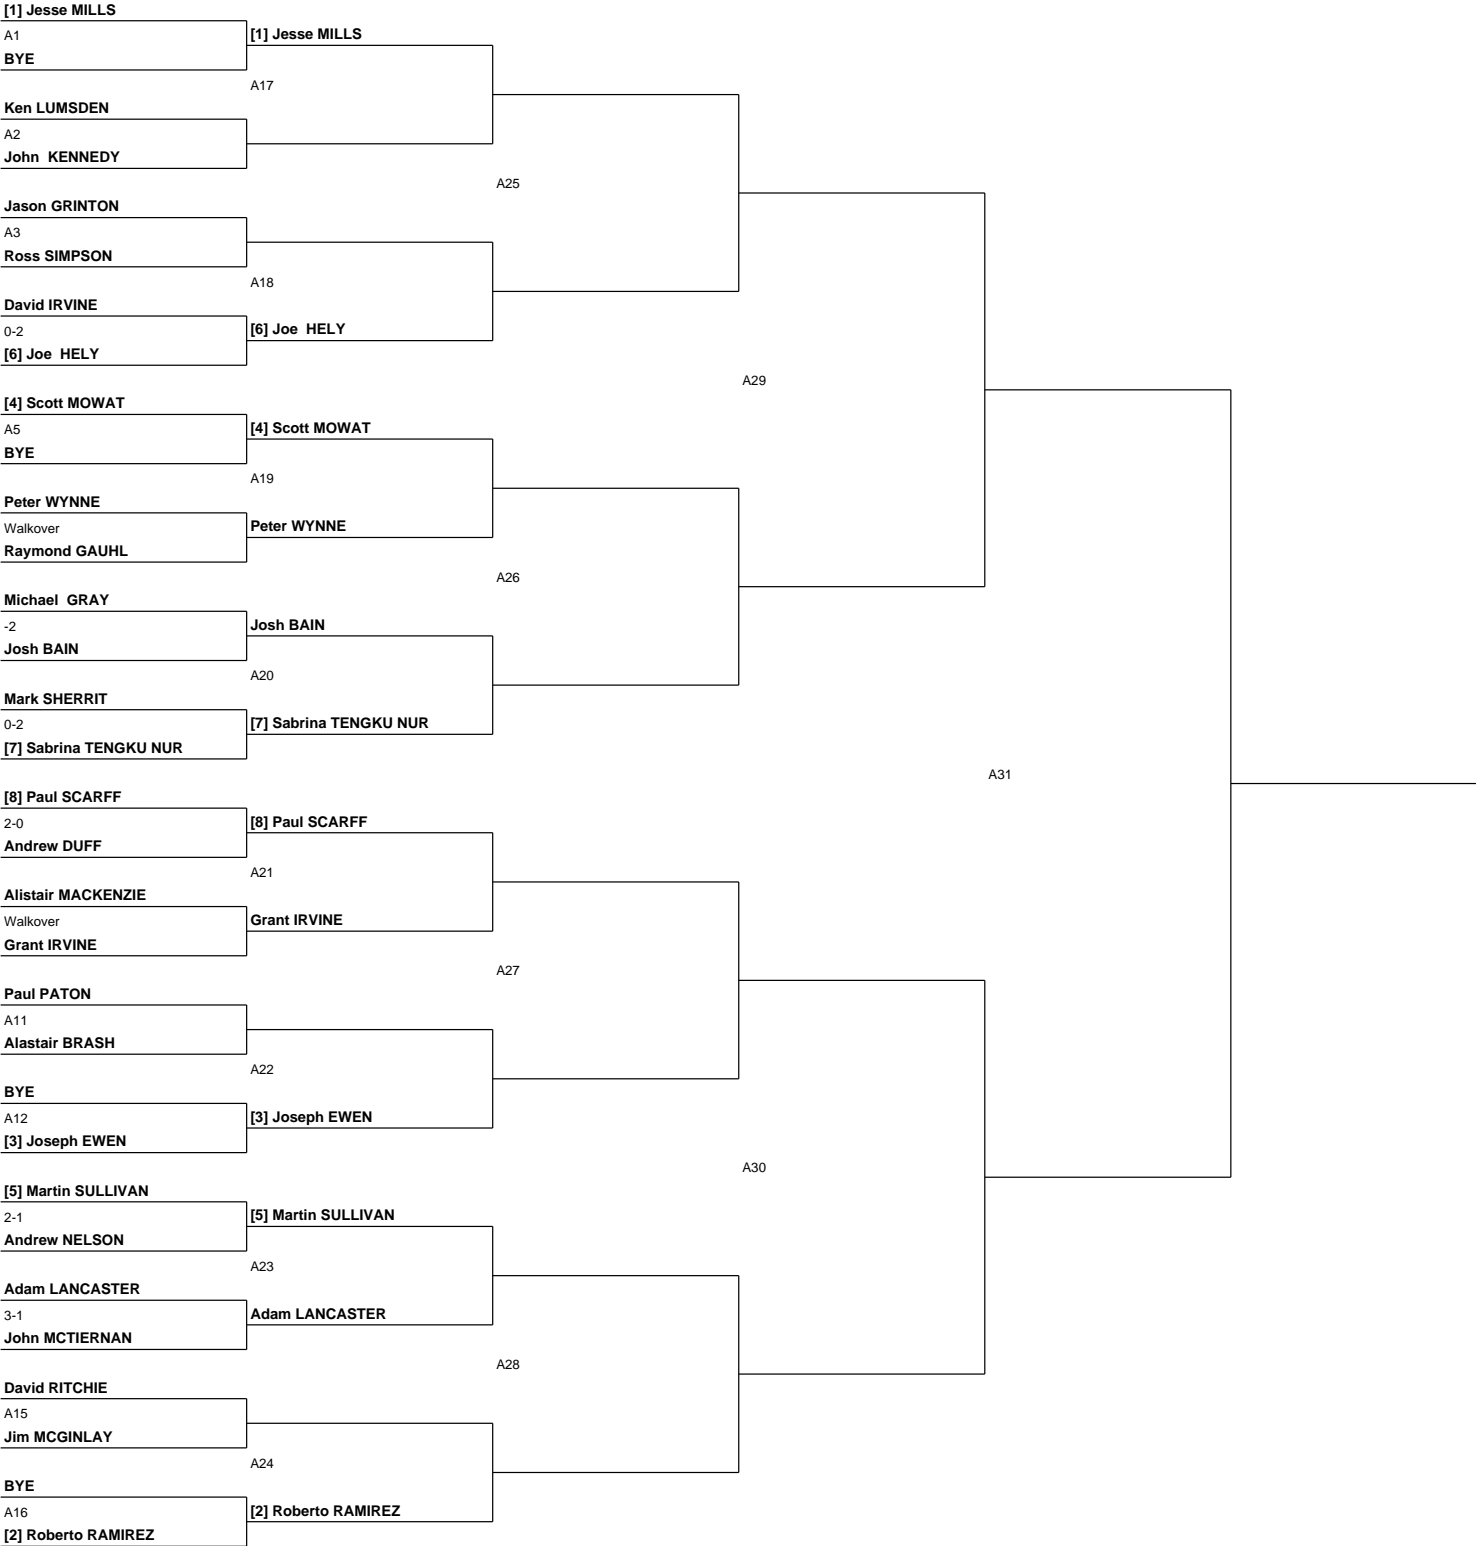 [1] Jesse MILLS
A1
BYE
[1] Jesse MILLS
A17
Ken LUMSDEN
A2
John KENNEDY
A25
Jason GRINTON
A3
Ross SIMPSON
A18
David IRVINE
0-2
[6] Joe HELY
[6] Joe HELY
A29
[4] Scott MOWAT
A5
BYE
[4] Scott MOWAT
A19
Peter WYNNE
Walkover
Raymond GAUHL
Peter WYNNE
A26
Michael GRAY
-2
Josh BAIN
Josh BAIN
A20
Mark SHERRIT
0-2
[7] Sabrina TENGKU NUR
[7] Sabrina TENGKU NUR
A31
[8] Paul SCARFF
2-0
Andrew DUFF
[8] Paul SCARFF
A21
Alistair MACKENZIE
Walkover
Grant IRVINE
Grant IRVINE
A27
Paul PATON
A11
Alastair BRASH
A22
BYE
A12
[3] Joseph EWEN
[3] Joseph EWEN
A30
[5] Martin SULLIVAN
2-1
Andrew NELSON
[5] Martin SULLIVAN
A23
Adam LANCASTER
3-1
John MCTIERNAN
Adam LANCASTER
A28
David RITCHIE
A15
Jim MCGINLAY
A24
BYE
A16
[2] Roberto RAMIREZ
[2] Roberto RAMIREZ